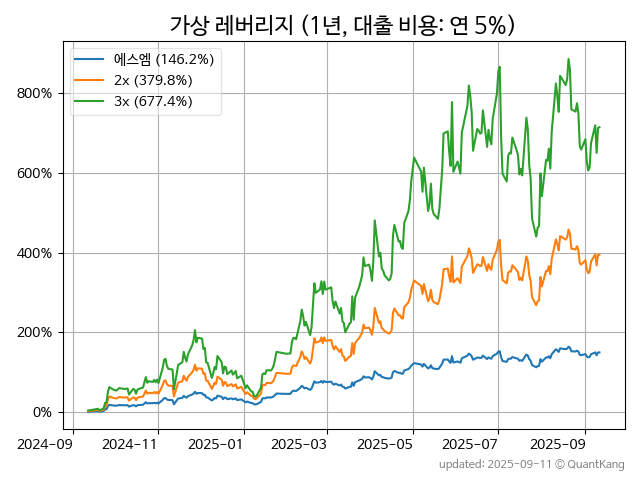 가상 레버리지 (1년, 대출 비용: 연 5%)
에스엠 (146.2%)
2x (379.8%)
3x (677.4%)
800%
600%
400%
200%
0%
2024-09 2024-11 2025-01 2025-03 2025-05 2025-07 2025-09
updated: 2025-09-11 © QuantKang